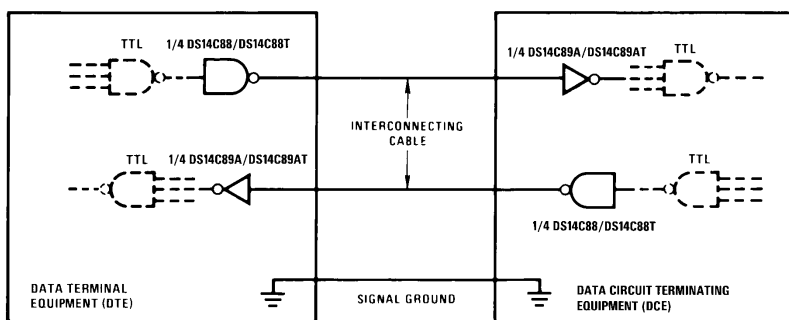 TTL
1/4 DS14C88/DS14C88T
1/4 DS14C89A/DS14C89AT
TTL
INTERCONNECTING
CABLE
TTL
1/4 DS14C89A/DS14C89AT
TTL
1/4 DS14C88/DS14C88T
DATA TERMINAL
EQUIPMENT (DTE)
SIGNAL GROUND
DATA CIRCUIT TERMINATING
EQUIPMENT (DCE)